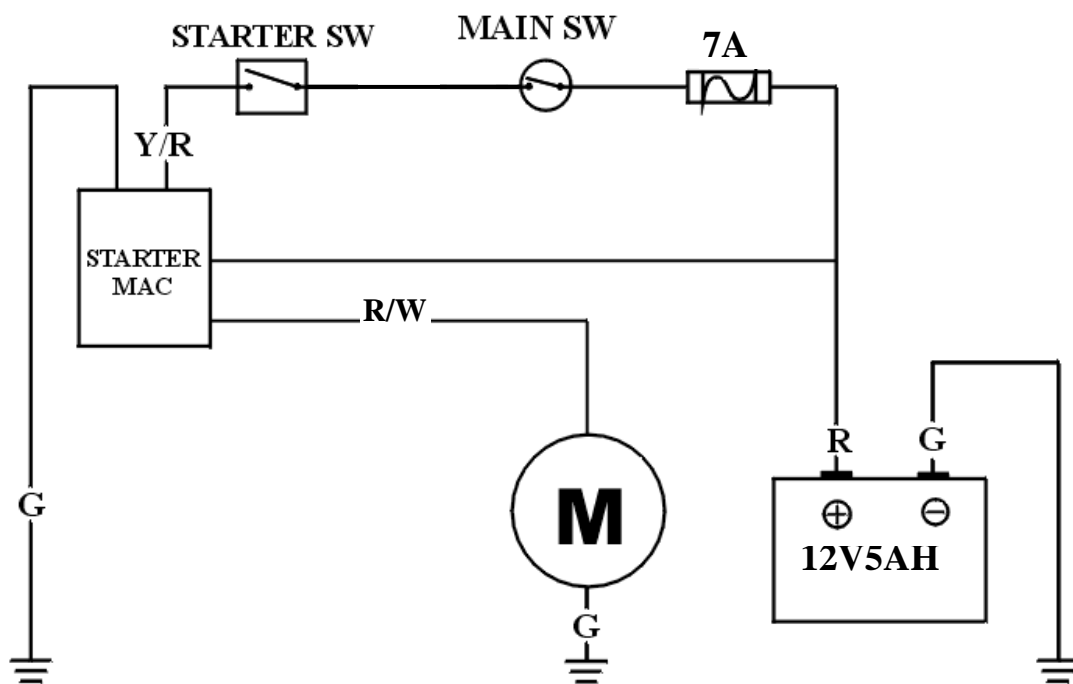 STARTER SW
MAIN SW
7A
Y/R
STARTER
MAC
R/W
R
G
G
M
12V5AH
G